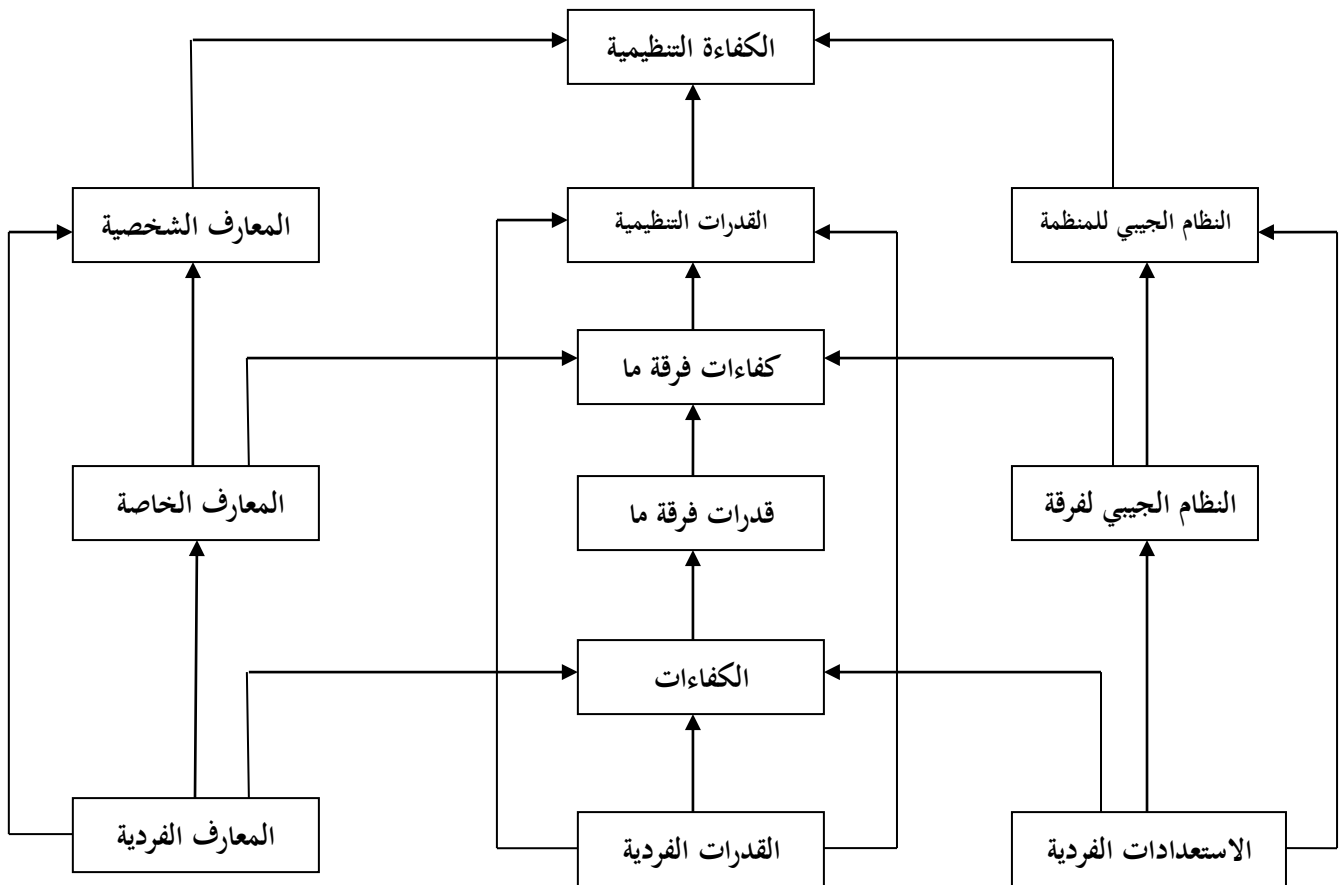 الكفاءة التنظيمية
المعارف الشخصية
القدرات التنظيمية
النظام الجيبي للمنظمة
كفاءات فرقة ما
المعارف الخاصة
قدرات فرقة ما
النظام الجيبي لفرقة
الكفاءات
المعارف الفردية
القدرات الفردية
الاستعدادات الفردية